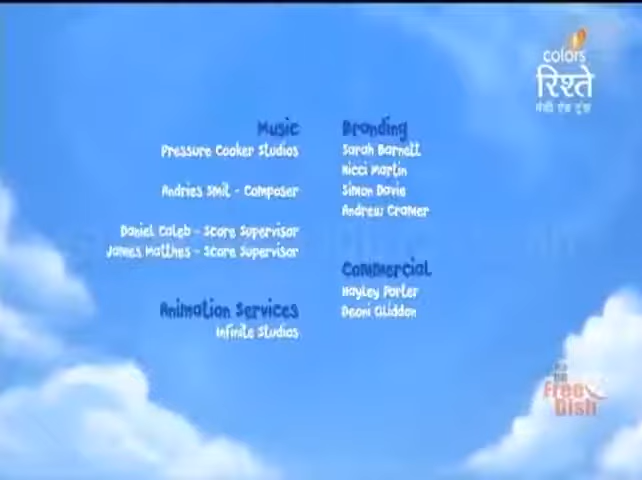 colors
रिश्ते
Music
Pressure Cooker Studios
Andries Smit - Composer
Daniel Caleb - Score Supervisor
James Matthes - Score Supervisor
Animation Services
Infinite Studios
Branding
Sarah Barnett
Nicci Martin
Simon Davie
Andrew Cramer
Commercial
Hayley Porter
Deoni Gliddon
Free
Dish